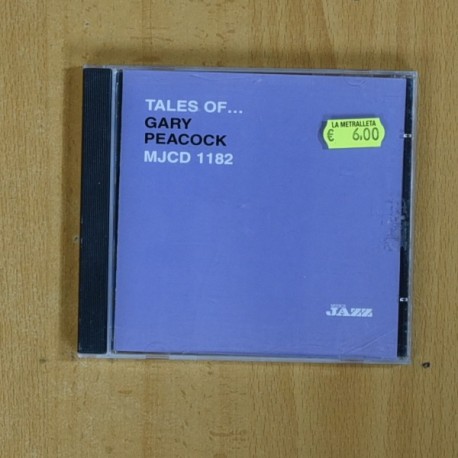 TALES OF...
GARY
PEACOCK
MJCD 1182
LA METRALLETA
€ 6.00
JAZZ